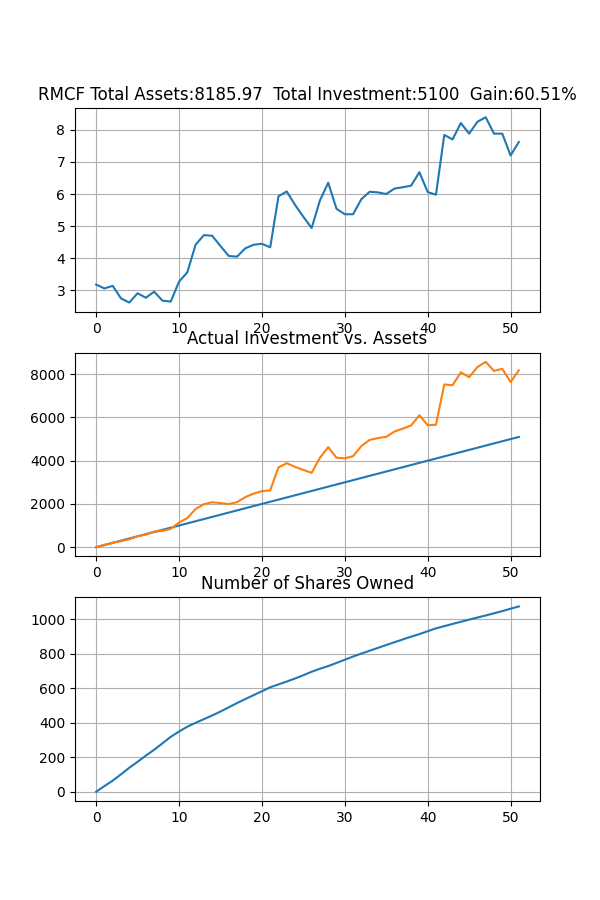 RMCF Total Assets:8185.97  Total Investment:5100  Gain:60.51%
8
7
6
5
4
3
0 10 20 30 40 50
Actual Investment vs. Assets
8000
6000
4000
2000
0
0 10 20 30 40 50
Number of Shares Owned
1000
800
600
400
200
0
0 10 20 30 40 50